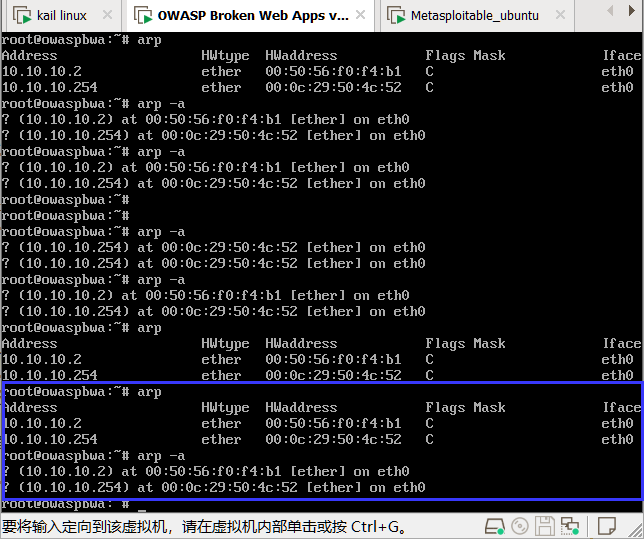 kail linux OWASP Broken Web Apps v... Metasploitable_ubuntu
root@owaspbwa:~# arp
Address HWtype HWaddress Flags Mask Iface
10.10.10.2 ether 00:50:56:f0:f4:b1 C eth0
10.10.10.254 ether 00:0c:29:50:4c:52 C eth0
root@owaspbwa:~# arp -a
? (10.10.10.2) at 00:50:56:f0:f4:b1 [ether] on eth0
? (10.10.10.254) at 00:0c:29:50:4c:52 [ether] on eth0
root@owaspbwa:~# arp -a
? (10.10.10.2) at 00:50:56:f0:f4:b1 [ether] on eth0
? (10.10.10.254) at 00:0c:29:50:4c:52 [ether] on eth0
root@owaspbwa:~#
root@owaspbwa:~#
root@owaspbwa:~# arp -a
? (10.10.10.254) at 00:0c:29:50:4c:52 [ether] on eth0
? (10.10.10.254) at 00:0c:29:50:4c:52 [ether] on eth0
root@owaspbwa:~# arp -a
? (10.10.10.2) at 00:50:56:f0:f4:b1 [ether] on eth0
? (10.10.10.254) at 00:0c:29:50:4c:52 [ether] on eth0
root@owaspbwa:~# arp
Address HWtype HWaddress Flags Mask Iface
10.10.10.2 ether 00:50:56:f0:f4:b1 C eth0
10.10.10.254 ether 00:0c:29:50:4c:52 C eth0
root@owaspbwa:~# arp
Address HWtype HWaddress Flags Mask Iface
10.10.10.2 ether 00:50:56:f0:f4:b1 C eth0
10.10.10.254 ether 00:0c:29:50:4c:52 C eth0
root@owaspbwa:~# arp -a
? (10.10.10.2) at 00:50:56:f0:f4:b1 [ether] on eth0
? (10.10.10.254) at 00:0c:29:50:4c:52 [ether] on eth0
root@owaspbwa:~# _
要将输入定向到该虚拟机，请在虚拟机内部单击或按 Ctrl+G。